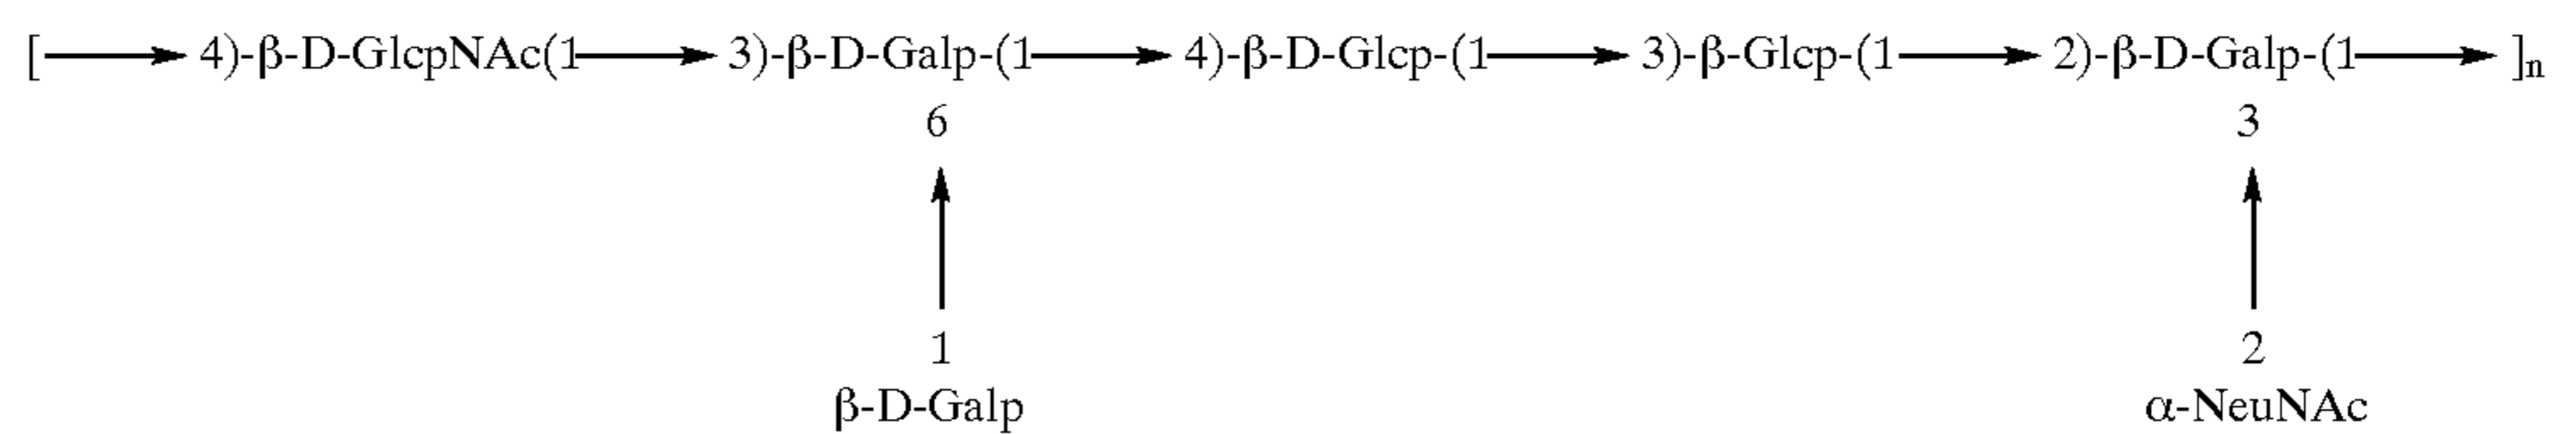 [⟶ 4)-β-D-GlcpNAc(1⟶ 3)-β-D-Galp-(1⟶ 4)-β-D-Glcp-(1⟶ 3)-β-Glcp-(1⟶ 2)-β-D-Galp-(1⟶ ]n
6 3
1 2
β-D-Galp α-NeuNAc